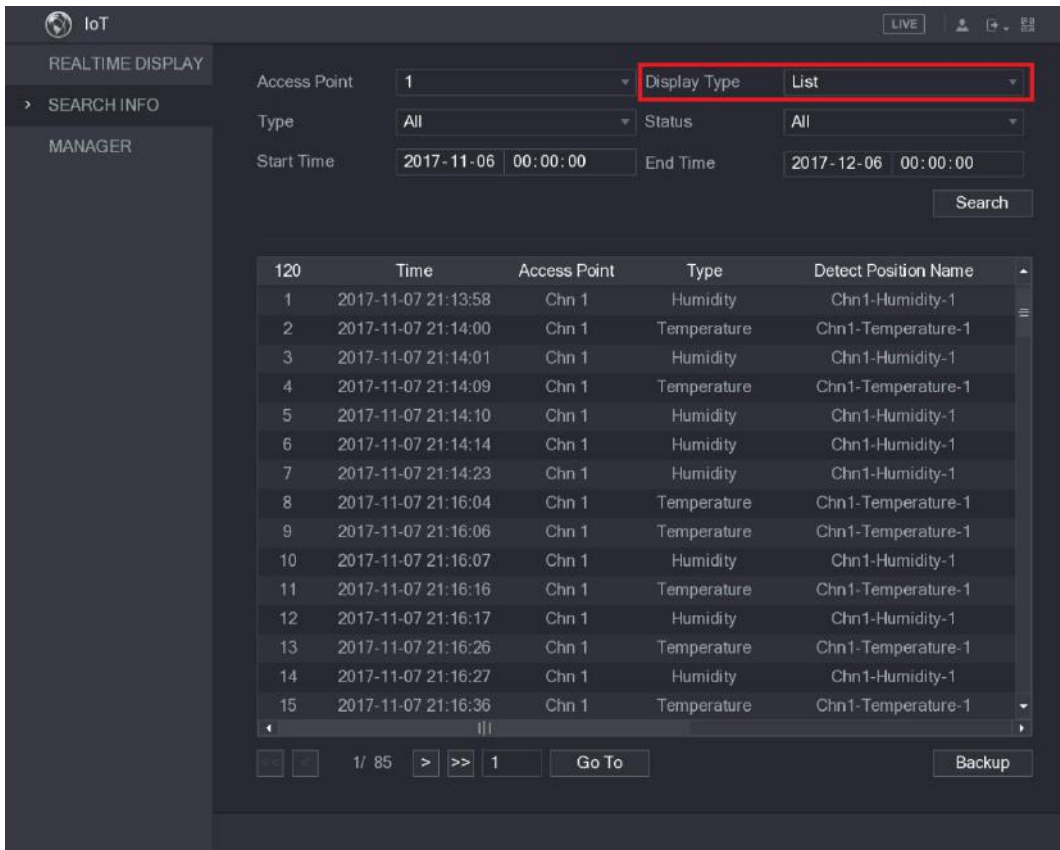 IoT LIVE
REALTIME DISPLAY
SEARCH INFO
MANAGER
Access Point 1 Display Type List
Type All Status All
Start Time 2017-11-06 00:00:00 End Time 2017-12-06 00:00:00
Search
120 Time Access Point Type Detect Position Name
1 2017-11-07 21:13:58 Chn 1 Humidity Chn1-Humidity-1
2 2017-11-07 21:14:00 Chn 1 Temperature Chn1-Temperature-1
3 2017-11-07 21:14:01 Chn 1 Humidity Chn1-Humidity-1
4 2017-11-07 21:14:09 Chn 1 Temperature Chn1-Temperature-1
5 2017-11-07 21:14:10 Chn 1 Humidity Chn1-Humidity-1
6 2017-11-07 21:14:14 Chn 1 Humidity Chn1-Humidity-1
7 2017-11-07 21:14:23 Chn 1 Humidity Chn1-Humidity-1
8 2017-11-07 21:16:04 Chn 1 Temperature Chn1-Temperature-1
9 2017-11-07 21:16:06 Chn 1 Temperature Chn1-Temperature-1
10 2017-11-07 21:16:07 Chn 1 Humidity Chn1-Humidity-1
11 2017-11-07 21:16:16 Chn 1 Temperature Chn1-Temperature-1
12 2017-11-07 21:16:17 Chn 1 Humidity Chn1-Humidity-1
13 2017-11-07 21:16:26 Chn 1 Temperature Chn1-Temperature-1
14 2017-11-07 21:16:27 Chn 1 Humidity Chn1-Humidity-1
15 2017-11-07 21:16:36 Chn 1 Temperature Chn1-Temperature-1
<< < 1/ 85 > >> 1 Go To Backup